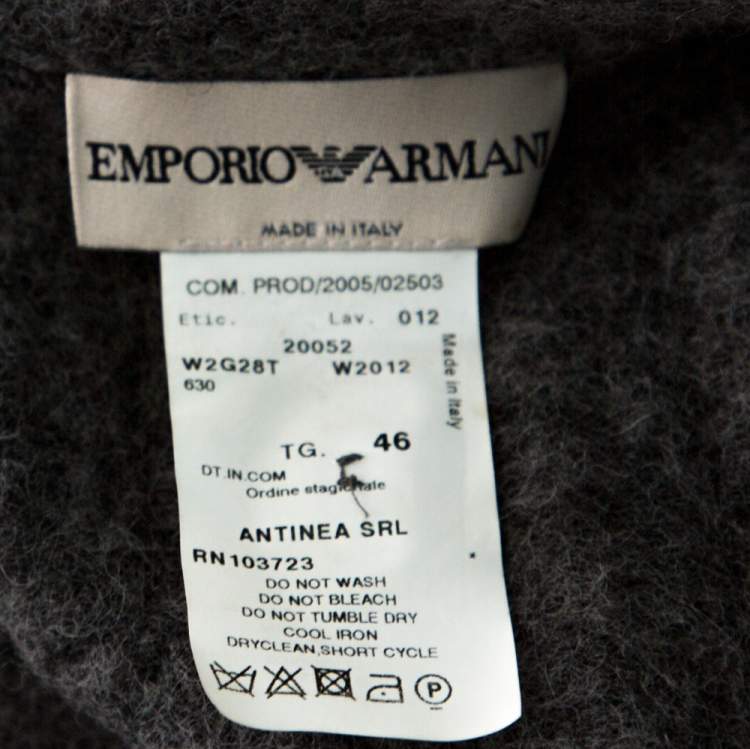 EMPORIO ARMANI
MADE IN ITALY
COM. PROD/2005/02503
Etic. Lav. 012
20052
W2G28T W2012
630
Made in Italy
TG. 46
DT.IN.COM
Ordine stagionale
ANTINEA SRL
RN103723
DO NOT WASH
DO NOT BLEACH
DO NOT TUMBLE DRY
COOL IRON
DRYCLEAN,SHORT CYCLE
P